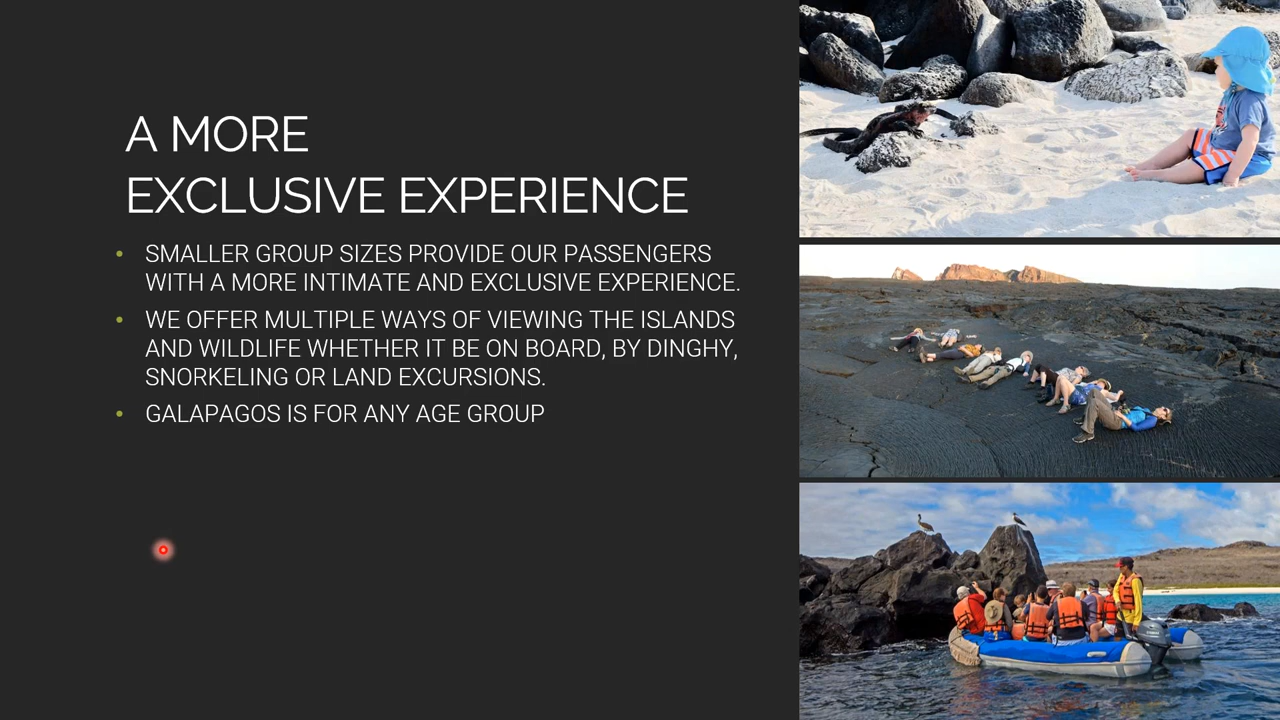 A MORE
EXCLUSIVE EXPERIENCE
• SMALLER GROUP SIZES PROVIDE OUR PASSENGERS
WITH A MORE INTIMATE AND EXCLUSIVE EXPERIENCE.
• WE OFFER MULTIPLE WAYS OF VIEWING THE ISLANDS
AND WILDLIFE WHETHER IT BE ON BOARD, BY DINGHY,
SNORKELING OR LAND EXCURSIONS.
• GALAPAGOS IS FOR ANY AGE GROUP